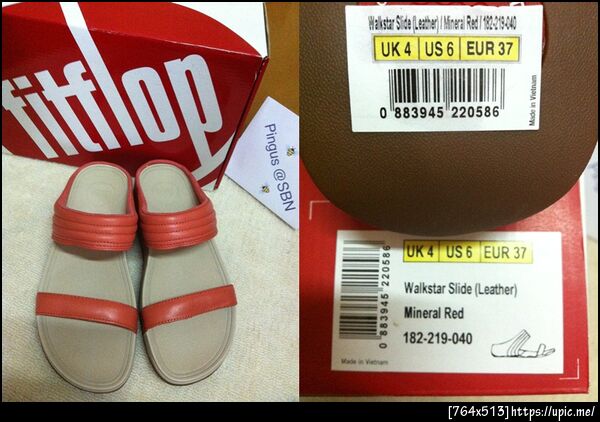 fitflop
Pingus @SBN
Walkstar Slide (Leather) / Mineral Red / 182-219-040
UK 4 US 6 EUR 37
0 883945 220586
Made in Vietnam
UK 4 US 6 EUR 37
0 883945 220586
Walkstar Slide (Leather)
Mineral Red
182-219-040
Made in Vietnam
[764x513]https://upic.me/